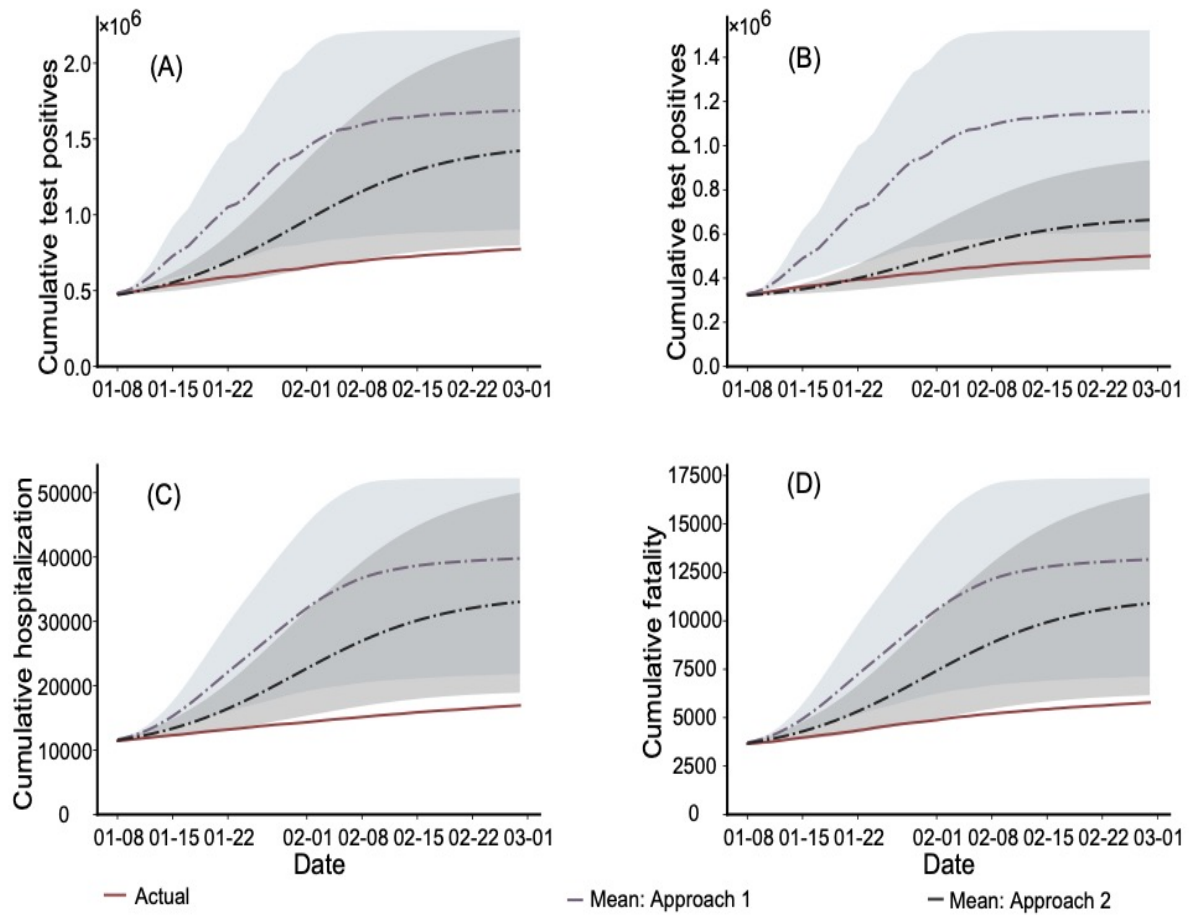 ×10⁶
(A)
Cumulative test positives
2.0
1.5
1.0
0.5
0.0
01-08 01-15 01-22 02-01 02-08 02-15 02-22 03-01
×10⁶
(B)
Cumulative test positives
1.4
1.2
1.0
0.8
0.6
0.4
0.2
0.0
01-08 01-15 01-22 02-01 02-08 02-15 02-22 03-01
(C)
Cumulative hospitalization
50000
40000
30000
20000
10000
0
01-08 01-15 01-22 02-01 02-08 02-15 02-22 03-01
Date
(D)
Cumulative fatality
17500
15000
12500
10000
7500
5000
2500
0
01-08 01-15 01-22 02-01 02-08 02-15 02-22 03-01
Date
Actual
Mean: Approach 1
Mean: Approach 2